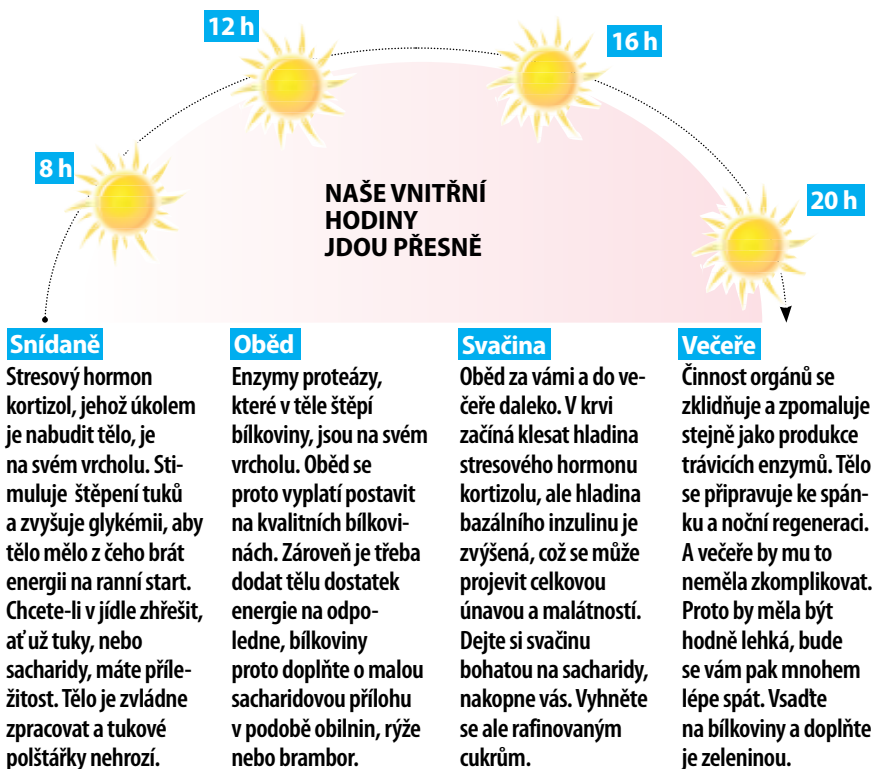 12 h
16 h
8 h
20 h
NAŠE VNITŘNÍ
HODINY
JDOU PŘESNĚ
Snídaně
Stresový hormon
kortizol, jehož úkolem
je nabudit tělo, je
na svém vrcholu. Sti-
muluje štěpení tuků
a zvyšuje glykémii, aby
tělo mělo z čeho brát
energii na ranní start.
Chcete-li v jídle zhřešit,
ať už tuky, nebo
sacharidy, máte příle-
žitost. Tělo je zvládne
zpracovat a tukové
polštářky nehrozí.
Oběd
Enzymy proteázy,
které v těle štěpí
bílkoviny, jsou na svém
vrcholu. Oběd se
proto vyplatí postavit
na kvalitních bílkovi-
nách. Zároveň je třeba
dodat tělu dostatek
energie na odpo-
ledne, bílkoviny
proto doplňte o malou
sacharidovou přílohu
v podobě obilnin, rýže
nebo brambor.
Svačina
Oběd za vámi a do ve-
čeře daleko. V krvi
začíná klesat hladina
stresového hormonu
kortizolu, ale hladina
bazálního inzulinu je
zvýšená, což se může
projevit celkovou
únavou a malátností.
Dejte si svačinu
bohatou na sacharidy,
nakopne vás. Vyhněte
se ale rafinovaným
cukrům.
Večeře
Činnost orgánů se
zklidňuje a zpomaluje
stejně jako produkce
trávicích enzymů. Tělo
se připravuje ke spán-
ku a noční regeneraci.
A večeře by mu to
neměla zkomplikovat.
Proto by měla být
hodně lehká, bude
se vám pak mnohem
lépe spát. Vsaďte
na bílkoviny a doplňte
je zeleninou.